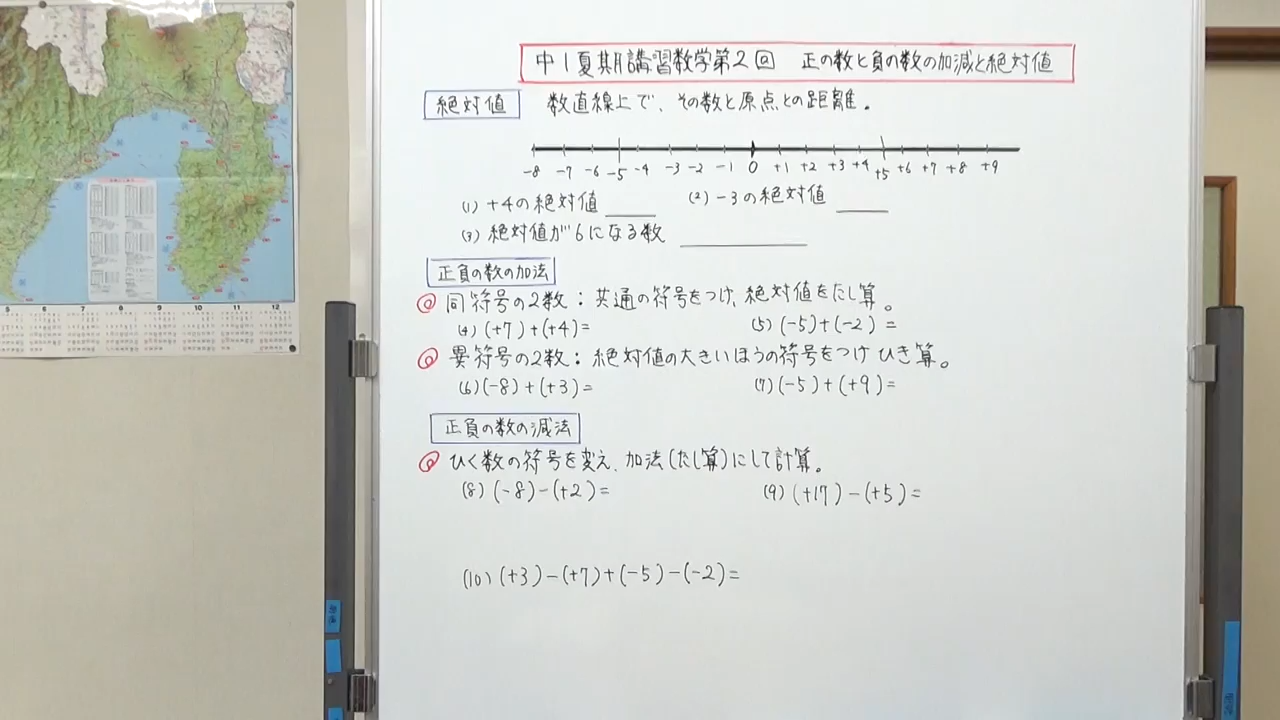 中1夏期講習数学第2回 正の数と負の数の加減と絶対値
絶対値 数直線上で、その数と原点との距離。
-8 -7 -6 -5 -4 -3 -2 -1 0 +1 +2 +3 +4 +5 +6 +7 +8 +9
(1) +4の絶対値 (2) -3の絶対値
(3) 絶対値が6になる数
正負の数の加法
◎ 同符号の2数:共通の符号をつけ、絶対値をたし算。
(4) (+7)+(+4)= (5) (-5)+(-2) =
◎ 異符号の2数:絶対値の大きいほうの符号をつけ ひき算。
(6) (-8)+(+3)= (7) (-5)+(+9)=
正負の数の減法
◎ ひく数の符号を変え、加法(たし算)にして計算。
(8) (-8)-(+2)= (9) (+17)-(+5)=
(10) (+3)-(+7)+(-5)-(-2)=
5 6 7 8 9 10 11 12